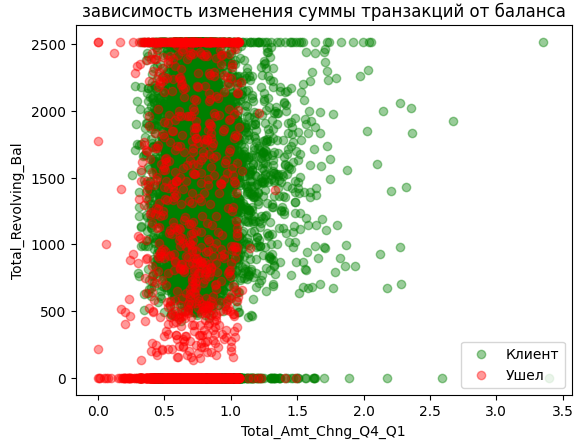 зависимость изменения суммы транзакций от баланса
Total_Revolving_Bal
2500
2000
1500
1000
500
0
0.0 0.5 1.0 1.5 2.0 2.5 3.0 3.5
Total_Amt_Chng_Q4_Q1
Клиент
Ушел